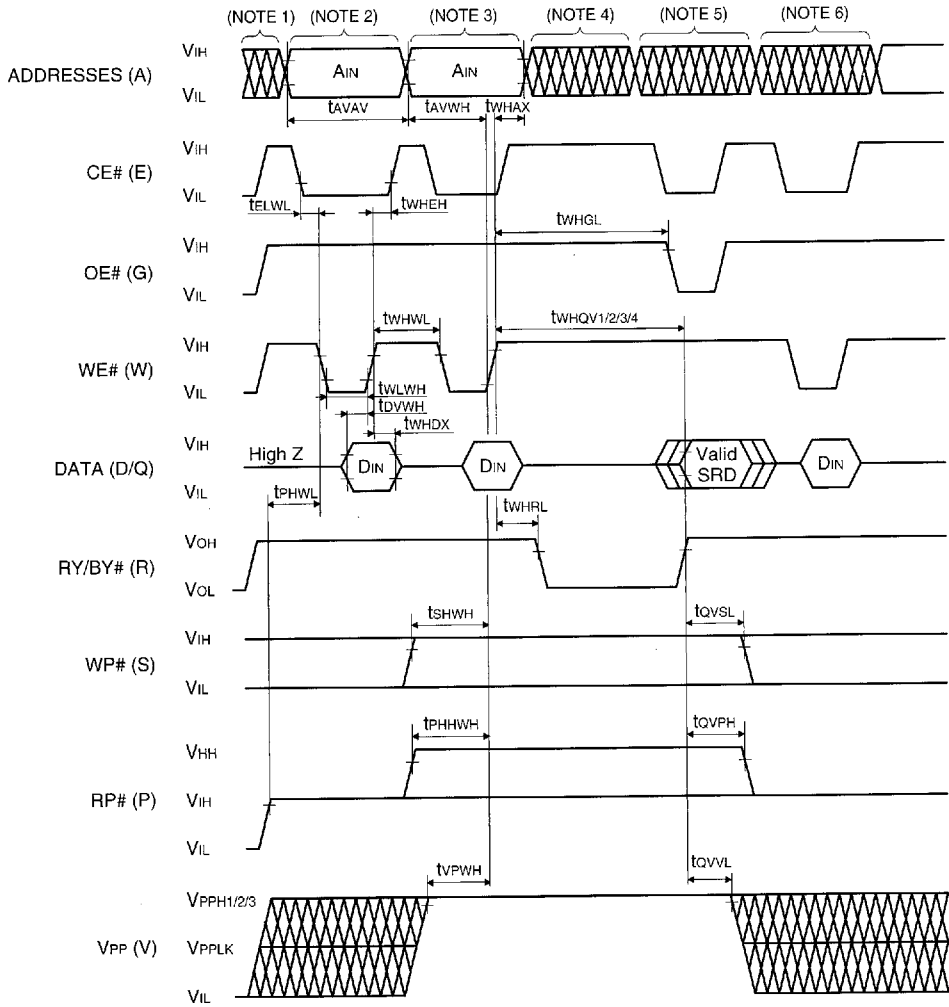 (NOTE 1) (NOTE 2) (NOTE 3) (NOTE 4) (NOTE 5) (NOTE 6)
VIH
ADDRESSES (A) AIN AIN
VIL
tAVAV tAVWH tWHAX
VIH
CE# (E)
VIL
tELWL tWHEH
tWHGL
VIH
OE# (G)
VIL
tWHWL tWHQV1/2/3/4
VIH
WE# (W)
VIL
tWLWH
tDVWH
tWHDX
VIH
High Z
DATA (D/Q) DIN DIN Valid SRD DIN
VIL
tPHWL tWHRL
VOH
RY/BY# (R)
VOL
tSHWH tQVSL
VIH
WP# (S)
VIL
tPHHWH tQVPH
VHH
RP# (P) VIH
VIL
tVPWH tQVVL
VPPH1/2/3
VPP (V) VPPLK
VIL